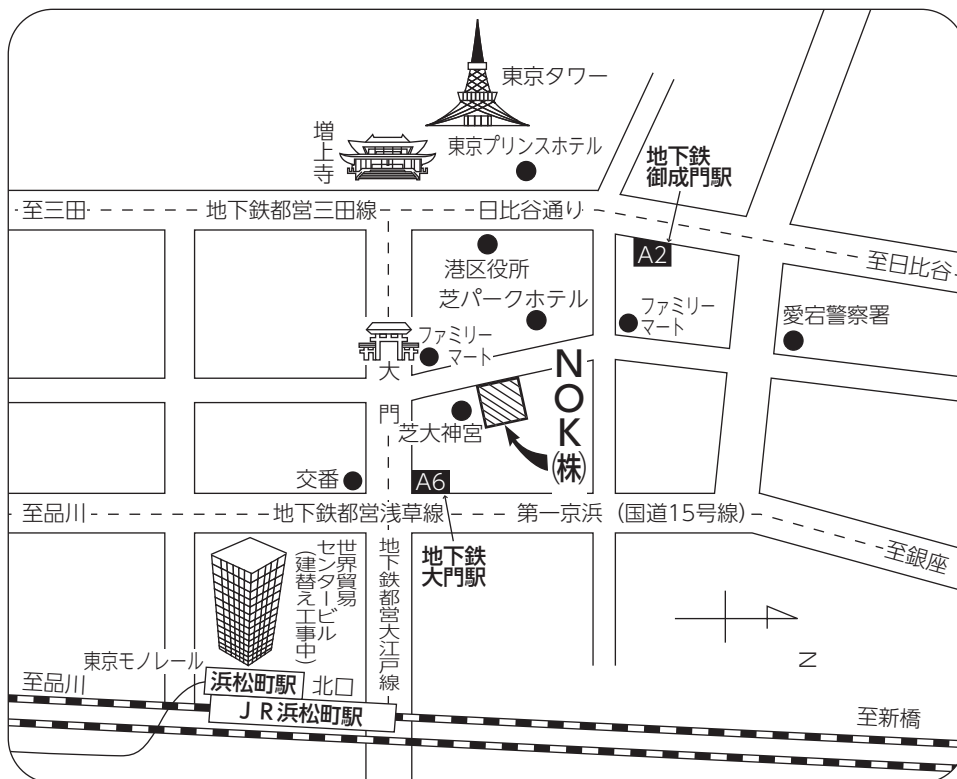 東京タワー
増上寺
東京プリンスホテル
地下鉄
御成門駅
至三田
地下鉄都営三田線
日比谷通り
A2
至日比谷
港区役所
芝パークホテル
ファミリー
マート
愛宕警察署
ファミリー
マート
大門
NOK㈱
芝大神宮
交番
A6
至品川
地下鉄都営浅草線
第一京浜（国道15号線）
至銀座
地下鉄
大門駅
世界貿易
センタービル
（建替え工事中）
地下鉄都営大江戸線
N
東京モノレール
浜松町駅
北口
至品川
JR浜松町駅
至新橋